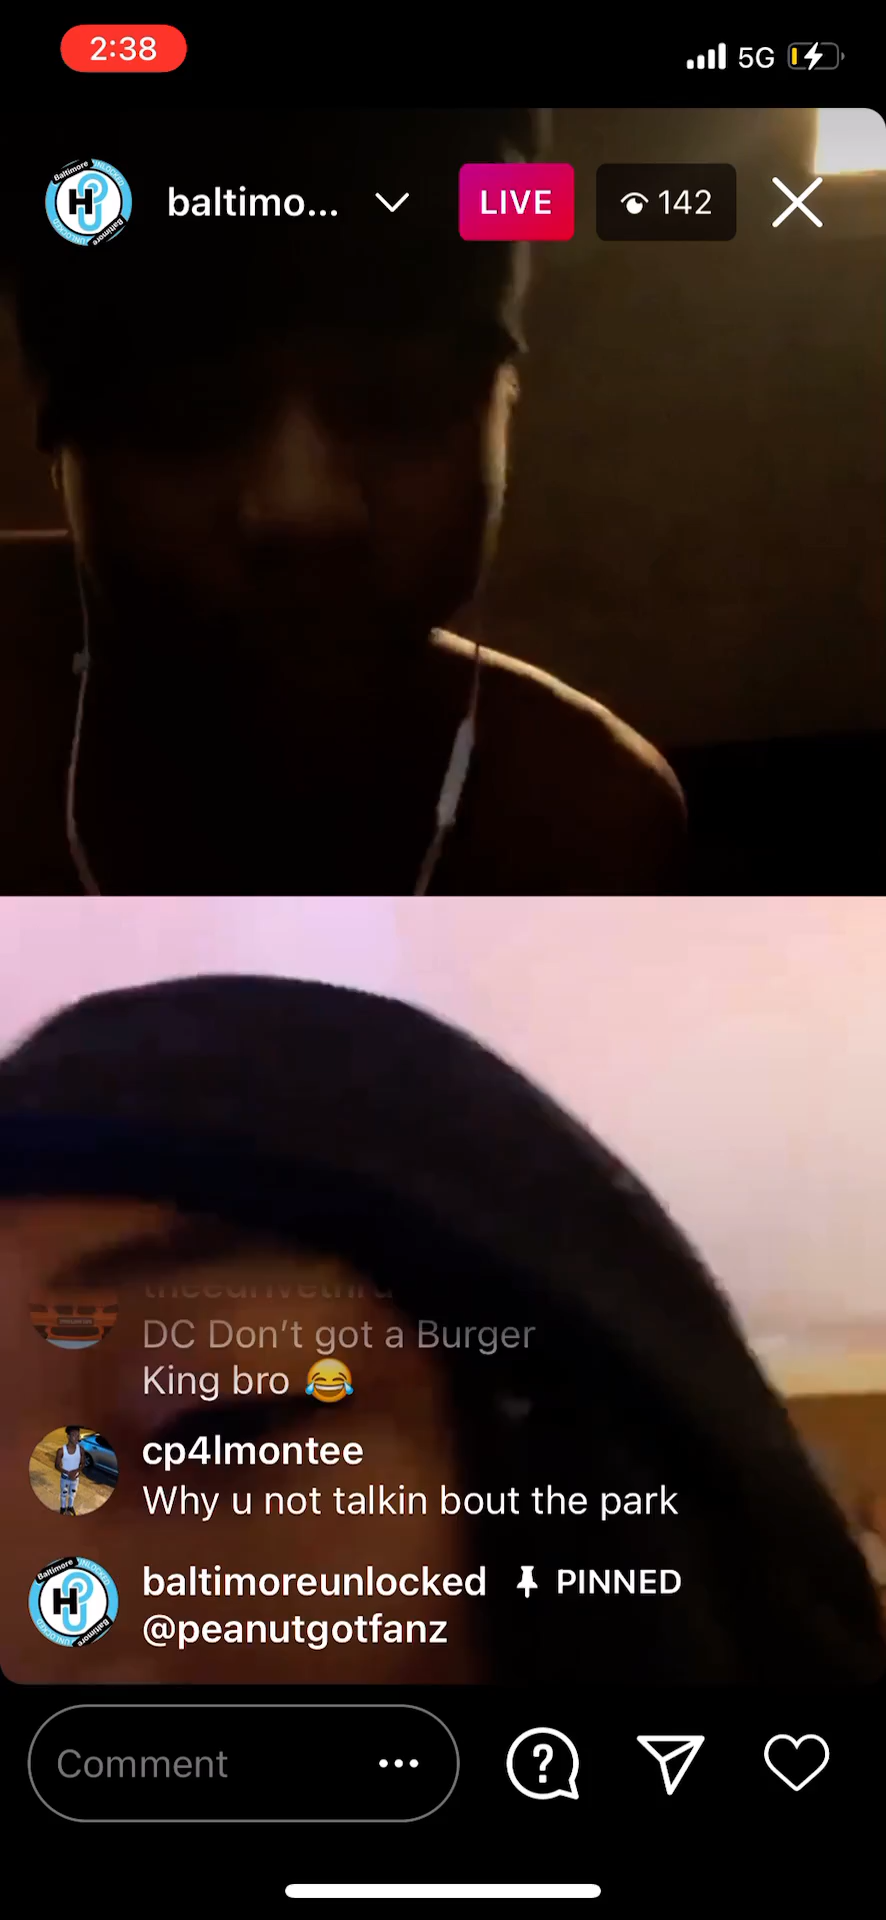 2:38
5G
baltimo...
LIVE
142
DC Don't got a Burger
King bro 😂
cp4lmontee
Why u not talkin bout the park
baltimoreunlocked PINNED
@peanutgotfanz
Comment